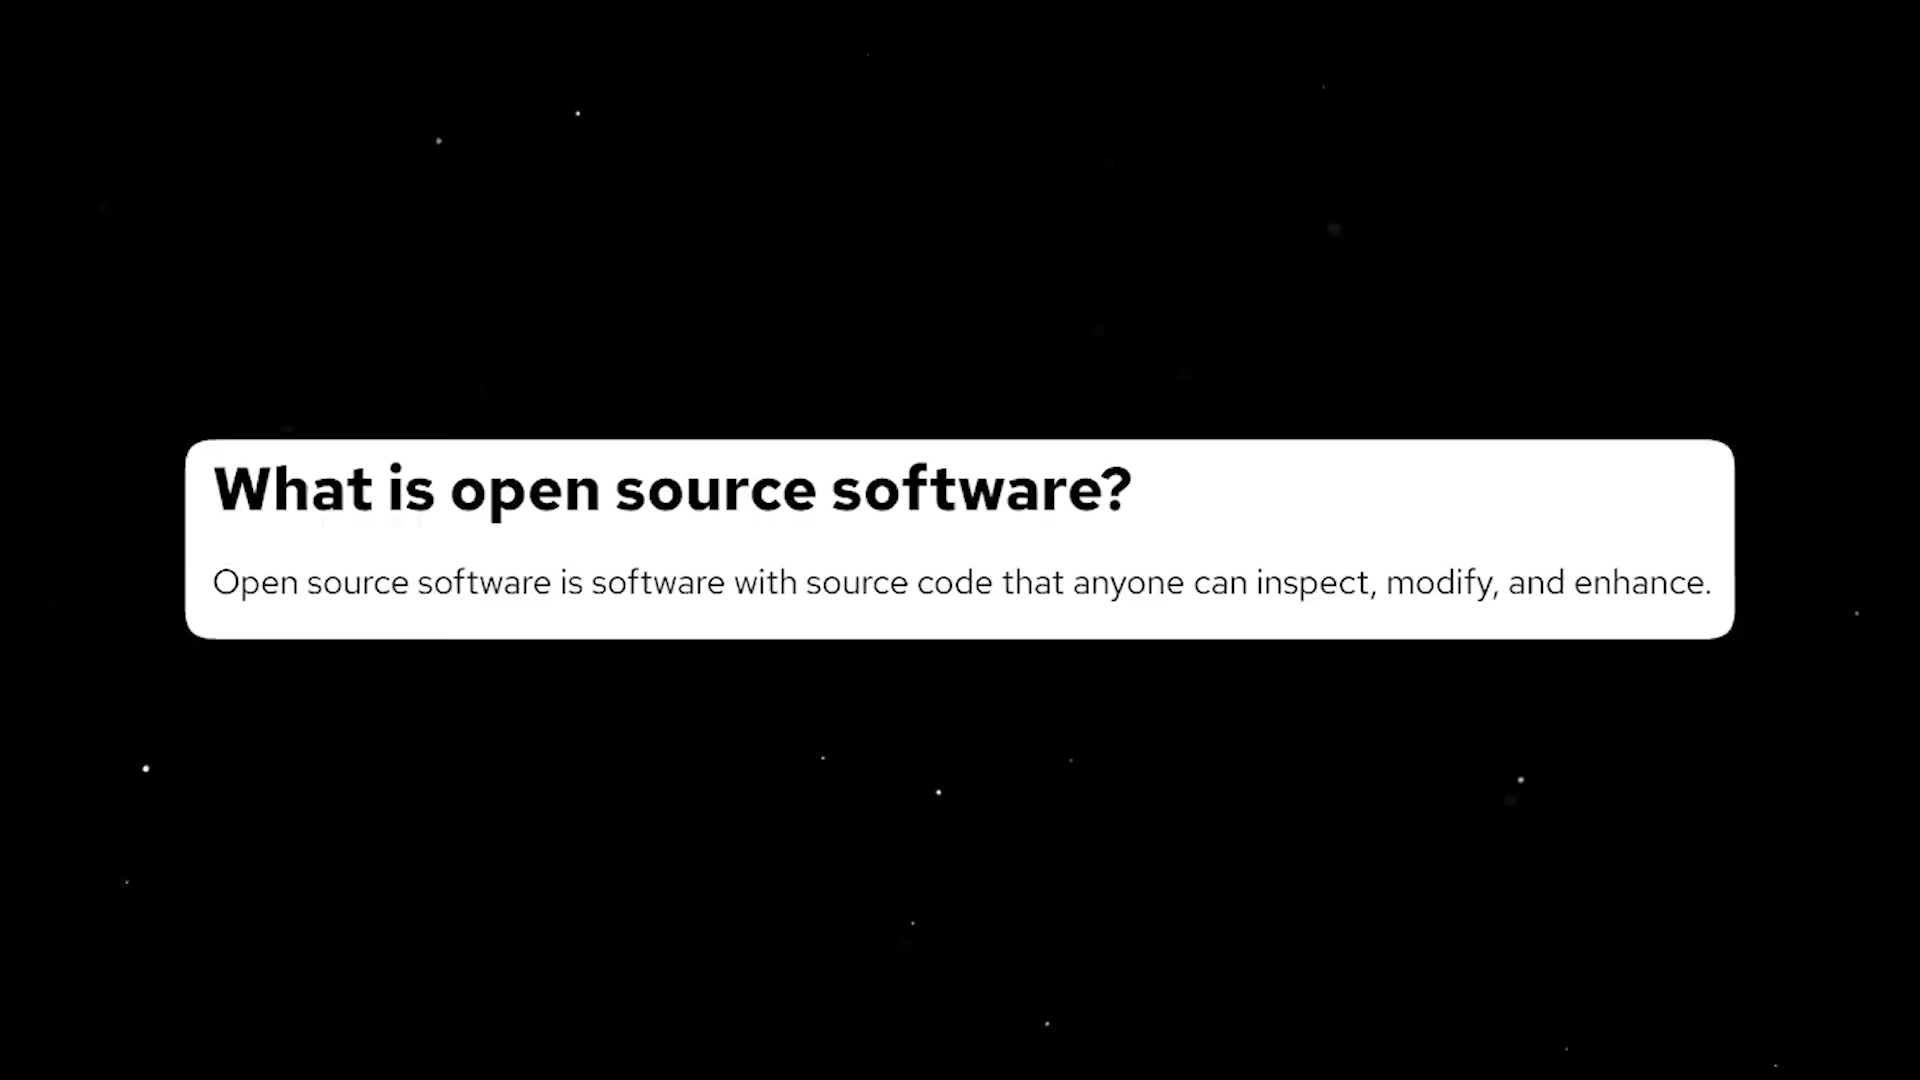 What is open source software?
Open source software is software with source code that anyone can inspect, modify, and enhance.